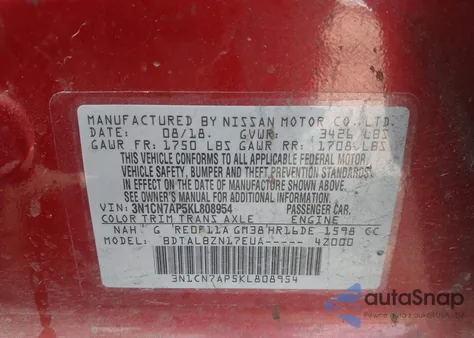 MANUFACTURED BY NISSAN MOTOR CO., LTD.
DATE: 08/18. GVWR: 3426 LBS
GAWR FR: 1750 LBS GAWR RR: 1708 LBS
THIS VEHICLE CONFORMS TO ALL APPLICABLE FEDERAL MOTOR
VEHICLE SAFETY, BUMPER AND THEFT PREVENTION STANDARDS
IN EFFECT ON THE DATE OF MANUFACTURE SHOWN ABOVE.
SEE OWNER'S MANUAL FOR ADDITIONAL INFORMATION.
VIN: 3N1CN7AP5KL808954 PASSENGER CAR.
COLOR TRIM TRANS AXLE ENGINE
NAH G RE0F11A GM38 HR16DE 1598 CC
MODEL: BDTALBZN17EUA----- 42000
3N1CN7AP5KL808954
autoSnap